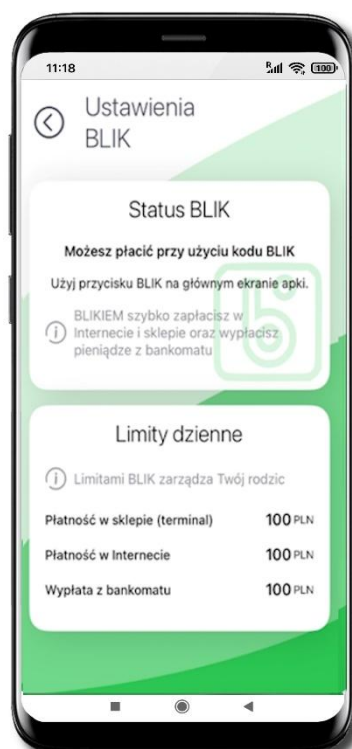 11:18
R
100
Ustawienia
BLIK
Status BLIK
Możesz płacić przy użyciu kodu BLIK
Użyj przycisku BLIK na głównym ekranie apki.
BLIKIEM szybko zapłacisz w
Internecie i sklepie oraz wypłacisz
pieniądze z bankomatu
Limity dzienne
Limitami BLIK zarządza Twój rodzic
Płatność w sklepie (terminal) 100 PLN
Płatność w Internecie 100 PLN
Wypłata z bankomatu 100 PLN